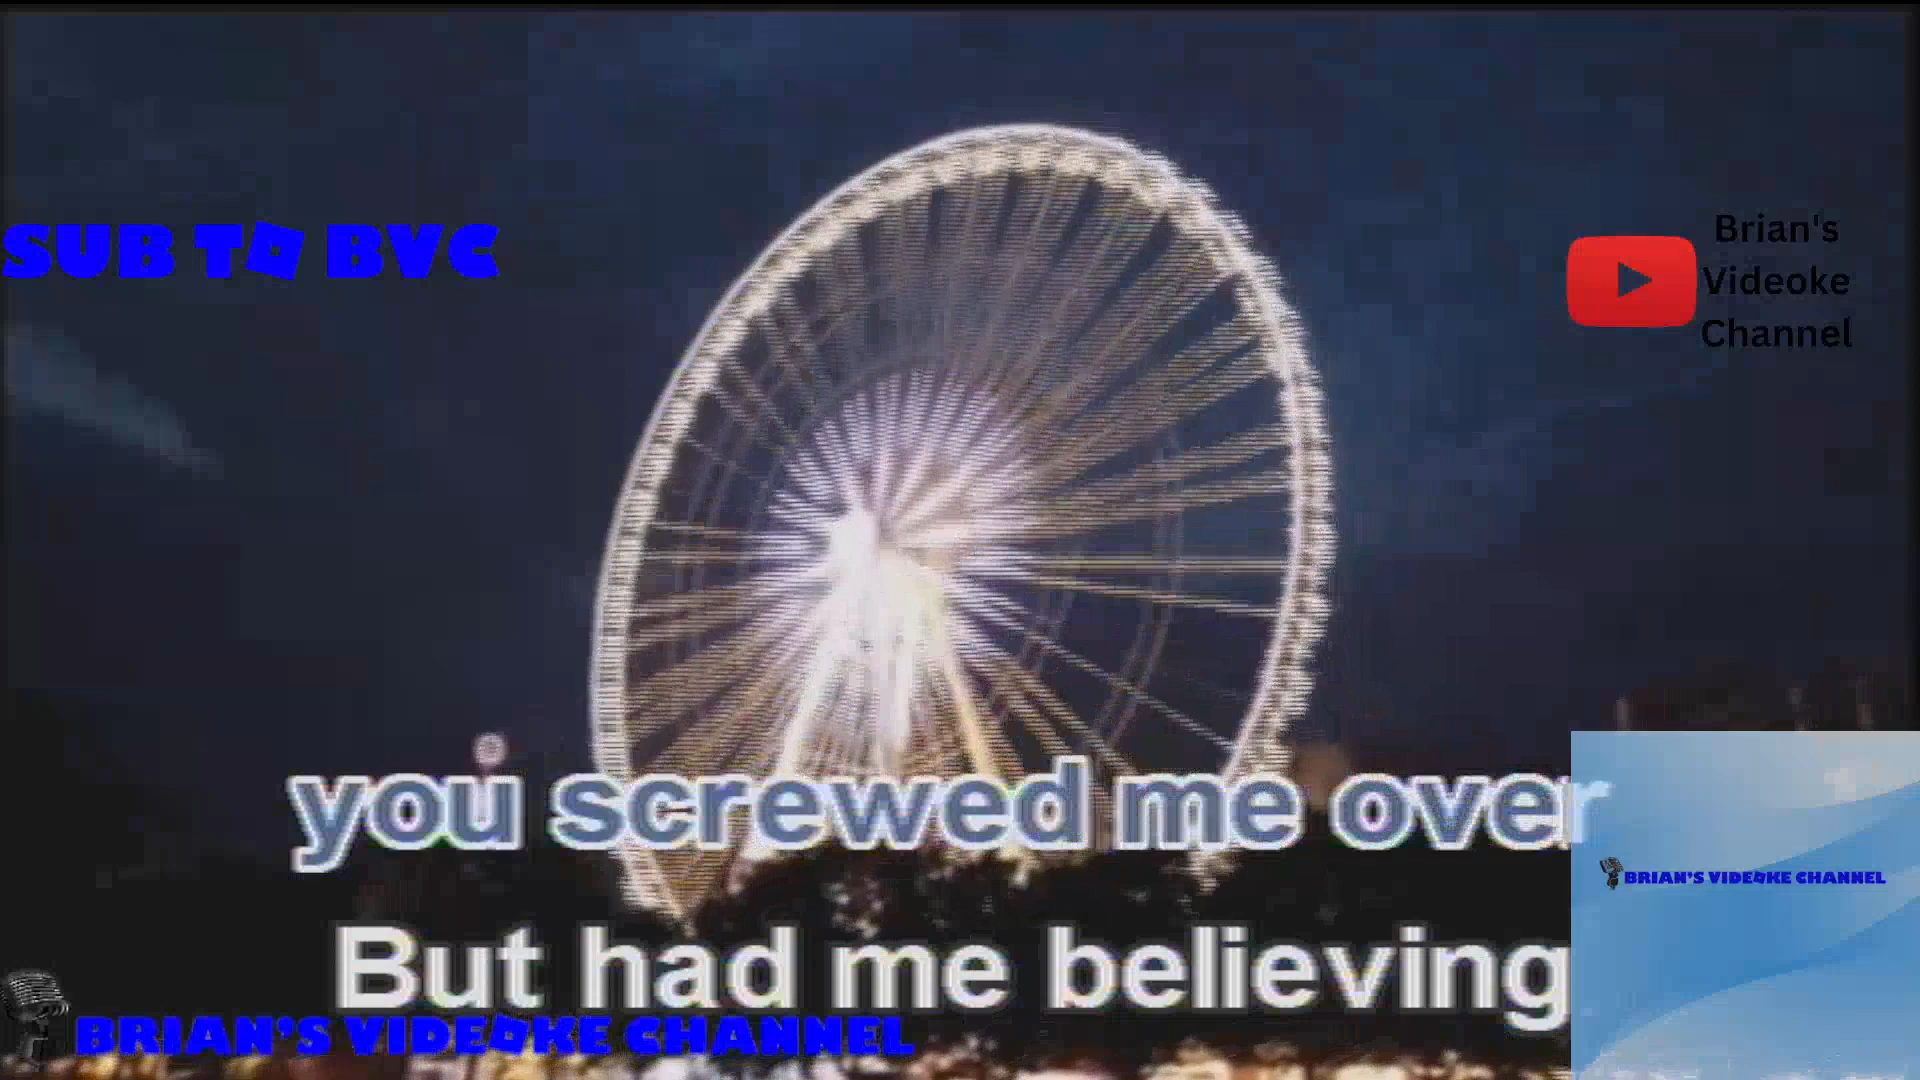 SUB TO BVC
Brian's
Videoke
Channel
you screwed me over
BRIAN'S VIDEOKE CHANNEL
But had me believing
BRIAN'S VIDEOKE CHANNEL